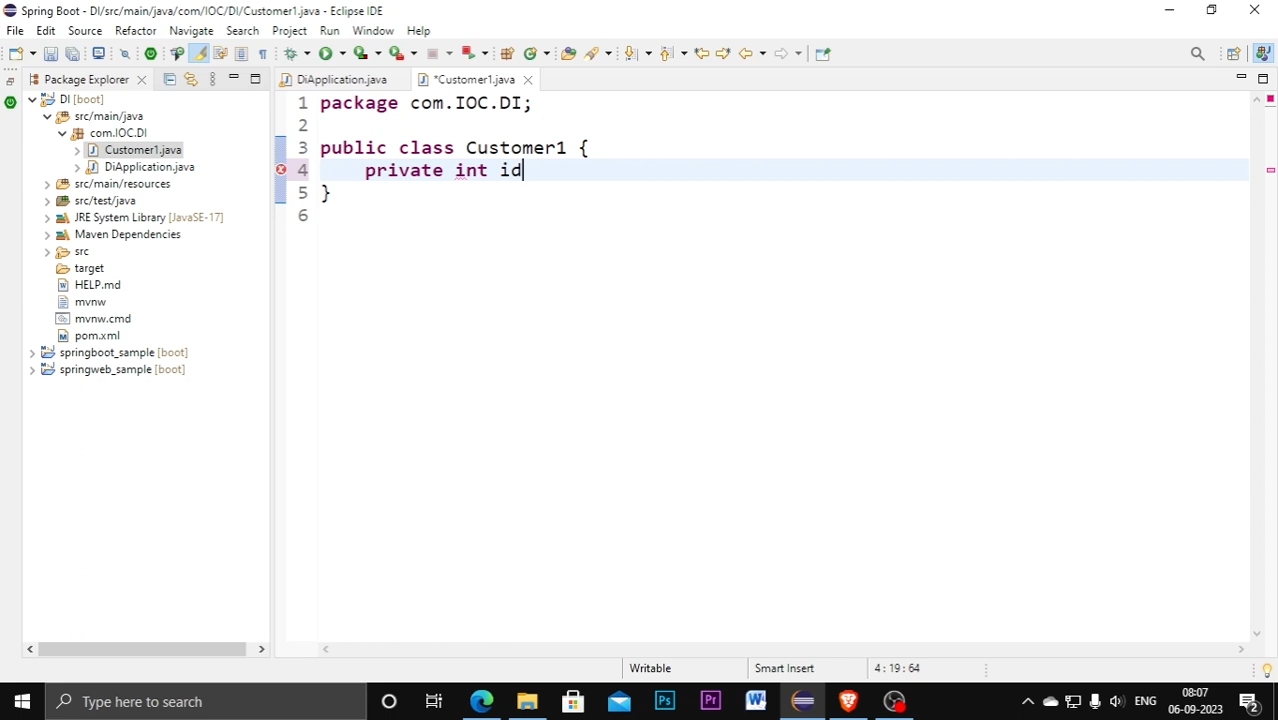 Spring Boot - DI/src/main/java/com/IOC/DI/Customer1.java - Eclipse IDE
File Edit Source Refactor Navigate Search Project Run Window Help
Package Explorer
DiApplication.java
*Customer1.java
DI [boot]
src/main/java
com.IOC.DI
Customer1.java
DiApplication.java
src/main/resources
src/test/java
JRE System Library [JavaSE-17]
Maven Dependencies
src
target
HELP.md
mvnw
mvnw.cmd
pom.xml
springboot_sample [boot]
springweb_sample [boot]
1 package com.IOC.DI;
2
3 public class Customer1 {
4 private int id
5 }
6
Writable
Smart Insert
4 : 19 : 64
Type here to search
Ps
Pr
W
ENG
08:07
06-09-2023
2